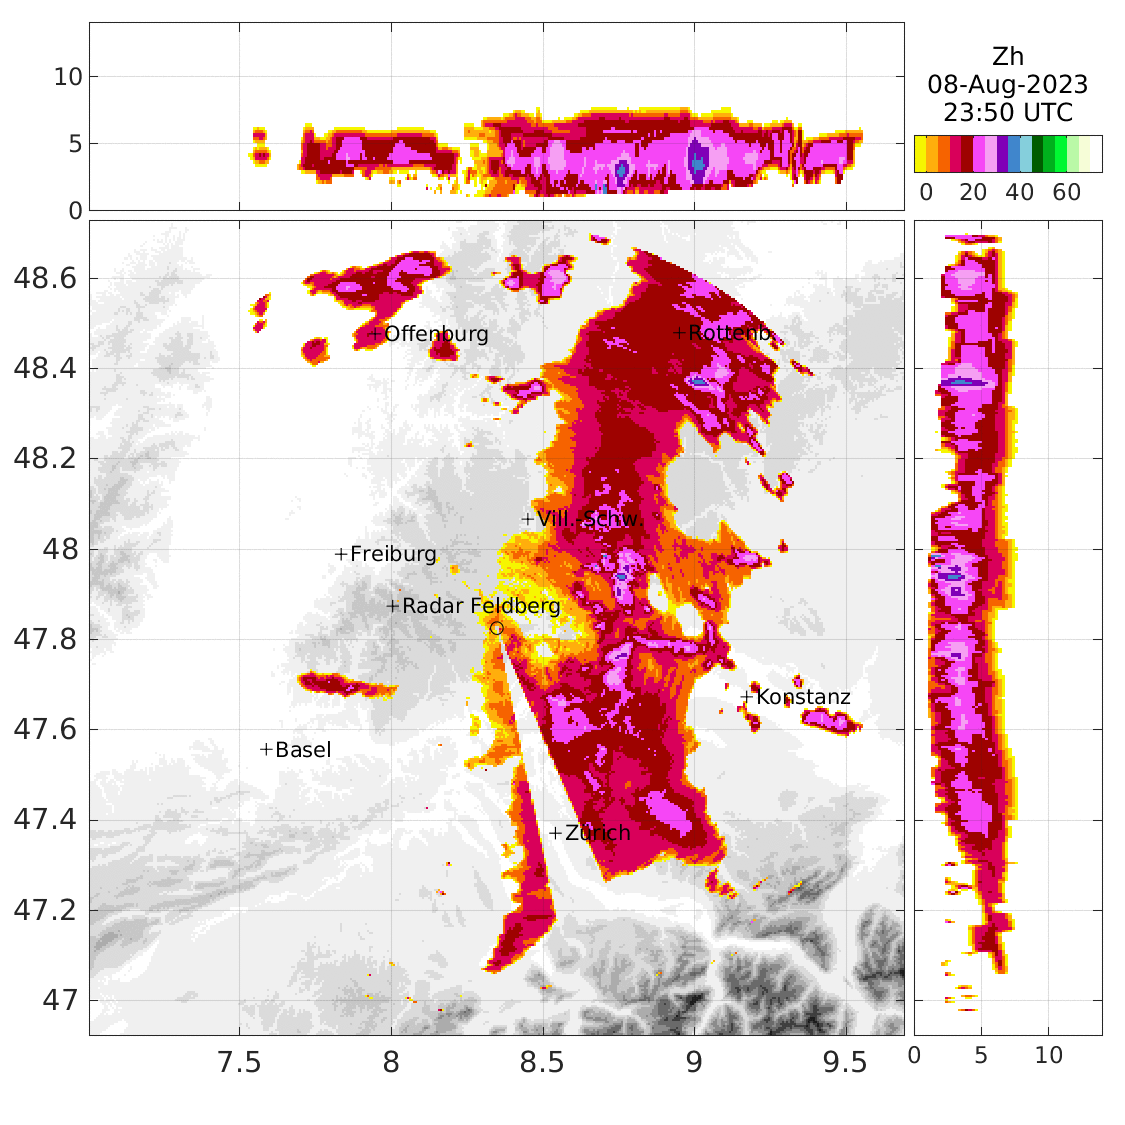 10
5
0
Zh
08-Aug-2023
23:50 UTC
0 20 40 60
48.6
48.4
48.2
48
47.8
47.6
47.4
47.2
47
Offenburg
Rottenb.
Vill.-Schw.
Freiburg
Radar Feldberg
Konstanz
Basel
Zürich
7.5 8 8.5 9 9.5
0 5 10